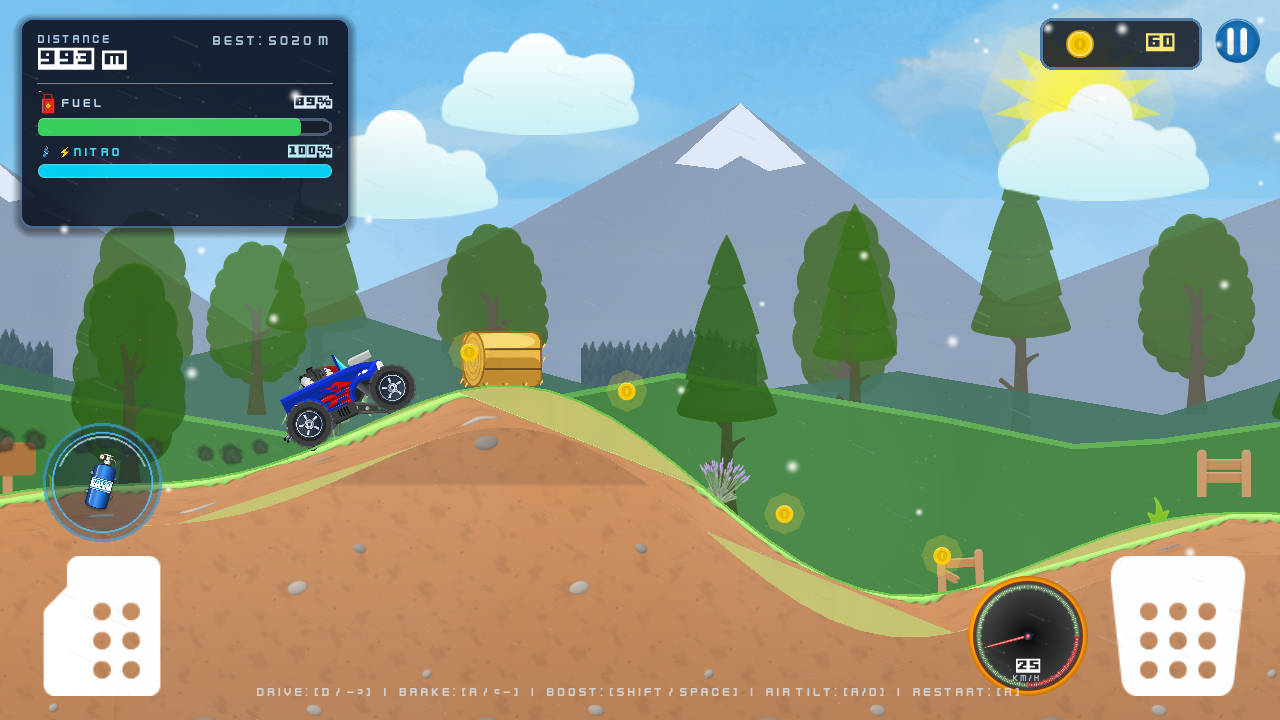 DISTANCE
BEST: 5020 M
993 m
FUEL
89%
⚡NITRO
100%
60
25
KM/H
DRIVE: [D / ->] | BRAKE: [A / <-] | BOOST: [SHIFT / SPACE] | AIR TILT: [A/D] | RESTART: [R]